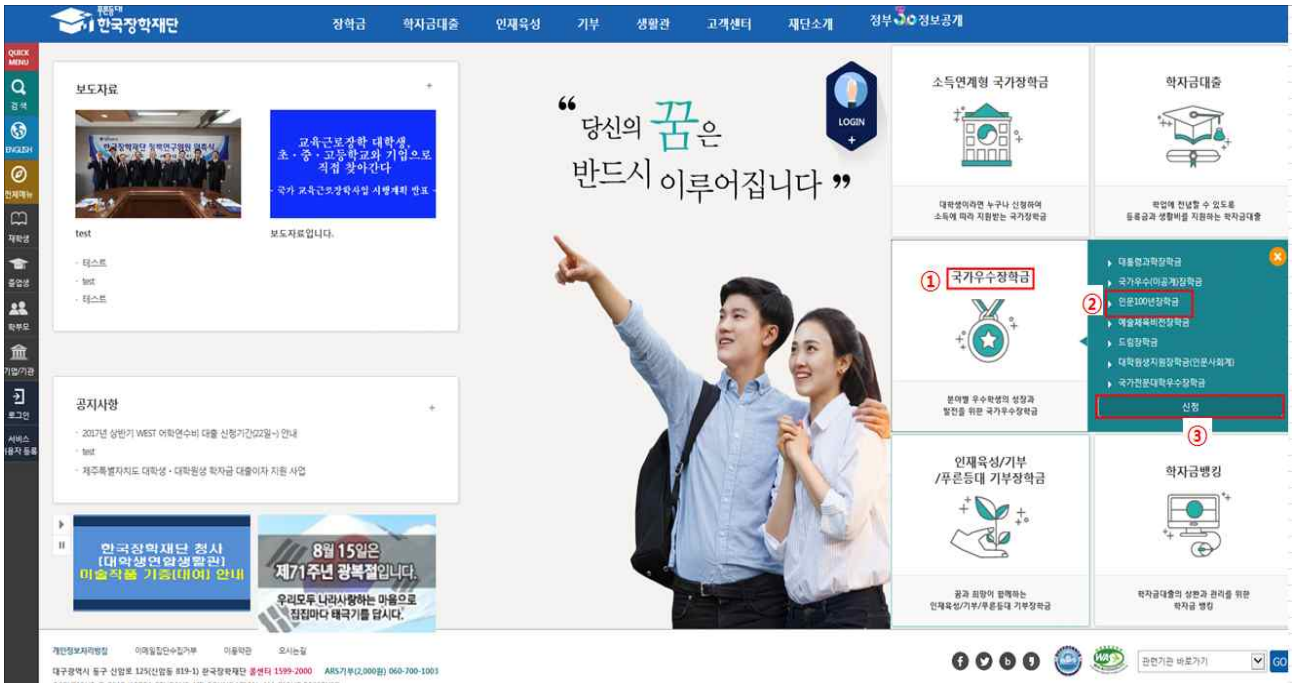 푸른등대
한국장학재단
장학금 학자금대출 인재육성 기부 생활관 고객센터 재단소개 정부3.0 정보공개
QUICK
MENU
검색
ENGLISH
전체메뉴
재학생
졸업생
학부모
기업/기관
로그인
서비스
보도자료
+
교육근로장학 대학생,
초·중·고등학교와 기업으로
직접 찾아간다
- 국가 교육근로장학사업 시행계획 발표 -
test
보도자료입니다.
· 테스트
· test
· 테스트
공지사항
+
· 2017년 상반기 WEST 어학연수비 대출 신청기간(22일~) 안내
· test
· 제주특별자치도 대학생·대학원생 학자금 대출이자 지원 사업
한국장학재단 청사
[대학생연합생활관]
미술작품 기증(대여) 안내
8월 15일은
제71주년 광복절입니다.
우리모두 나라사랑하는 마음으로
집집마다 태극기를 답시다.
“당신의 꿈은
반드시 이루어집니다”
LOGIN
+
소득연계형 국가장학금
대학생이라면 누구나 신청하여
소득에 따라 지원받는 국가장학금
학자금대출
학업에 전념할 수 있도록
등록금과 생활비를 지원하는 학자금대출
① 국가우수장학금
분야별 우수학생의 성장과
발전을 위한 국가우수장학금
대통령과학장학금
국가우수(이공계)장학금
② 인문100년장학금
예술체육비전장학금
드림장학금
대학원생지원장학금(인문사회계)
국가전문대학우수장학금
신청
③
인재육성/기부
/푸른등대 기부장학금
꿈과 희망이 함께하는
인재육성/기부/푸른등대 기부장학금
학자금뱅킹
학자금대출의 상환과 관리를 위한
학자금 뱅킹
개인정보처리방침 이메일집단수집거부 이용약관 오시는길
대구광역시 동구 신암로 125(신암동 819-1) 한국장학재단 콜센터 1599-2000 ARS기부(2,000원) 060-700-1003
관련기관 바로가기 GO